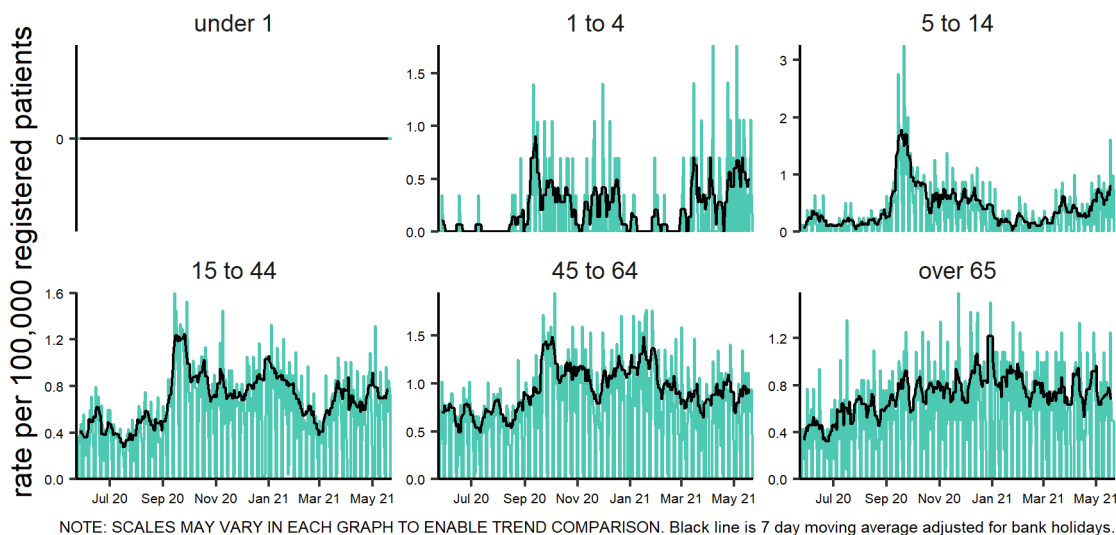 rate per 100,000 registered patients
under 1
0
1 to 4
1.5
1.0
0.5
0.0
5 to 14
3
2
1
0
15 to 44
1.6
1.2
0.8
0.4
0.0
Jul 20 Sep 20 Nov 20 Jan 21 Mar 21 May 21
45 to 64
1.5
1.0
0.5
0.0
Jul 20 Sep 20 Nov 20 Jan 21 Mar 21 May 21
over 65
1.2
0.8
0.4
0.0
Jul 20 Sep 20 Nov 20 Jan 21 Mar 21 May 21
NOTE: SCALES MAY VARY IN EACH GRAPH TO ENABLE TREND COMPARISON. Black line is 7 day moving average adjusted for bank holidays.